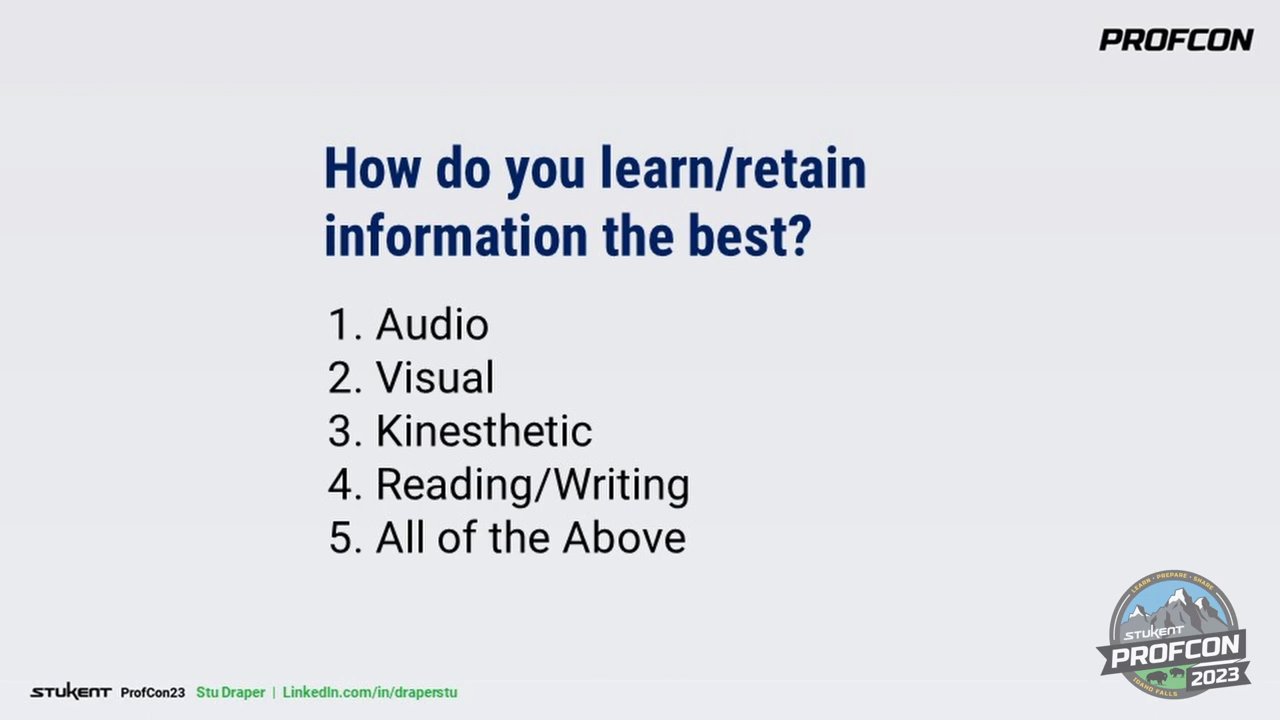 PROFCON
How do you learn/retain
information the best?
1. Audio
2. Visual
3. Kinesthetic
4. Reading/Writing
5. All of the Above
LEARN • PREPARE • SHARE
STUKENT
PROFCON
2023
IDAHO FALLS
STUKENT ProfCon23 Stu Draper | LinkedIn.com/in/draperstu